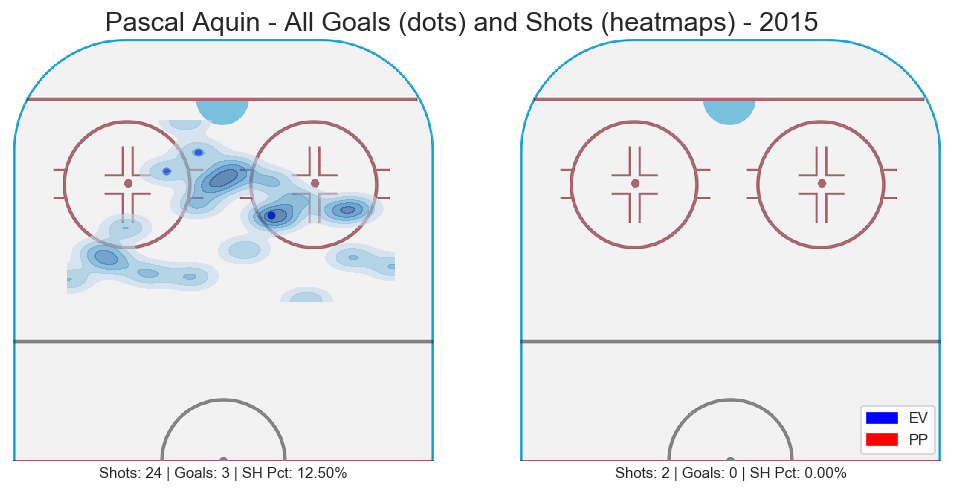 Pascal Aquin - All Goals (dots) and Shots (heatmaps) - 2015
EV
PP
Shots: 24 | Goals: 3 | SH Pct: 12.50%
Shots: 2 | Goals: 0 | SH Pct: 0.00%